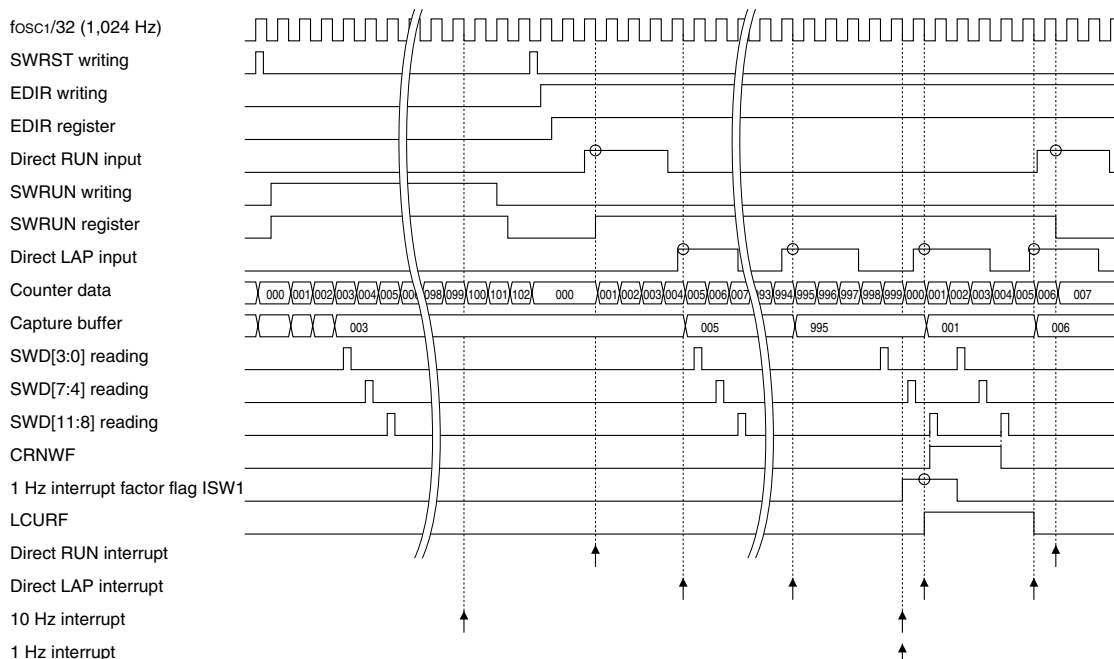 fOSC1/32 (1,024 Hz)
SWRST writing
EDIR writing
EDIR register
Direct RUN input
SWRUN writing
SWRUN register
Direct LAP input
Counter data 000 001 002 003 004 005 006 098 099 100 101 102 000 001 002 003 004 005 006 007 993 994 995 996 997 998 999 000 001 002 003 004 005 006 007
Capture buffer 003 005 995 001 006
SWD[3:0] reading
SWD[7:4] reading
SWD[11:8] reading
CRNWF
1 Hz interrupt factor flag ISW1
LCURF
Direct RUN interrupt
Direct LAP interrupt
10 Hz interrupt
1 Hz interrupt